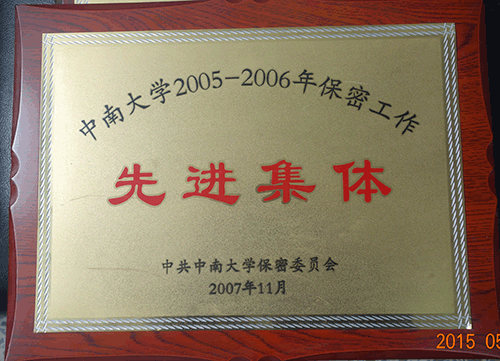 中南大学2005-2006年保密工作
先进集体
中共中南大学保密委员会
2007年11月
2015 05